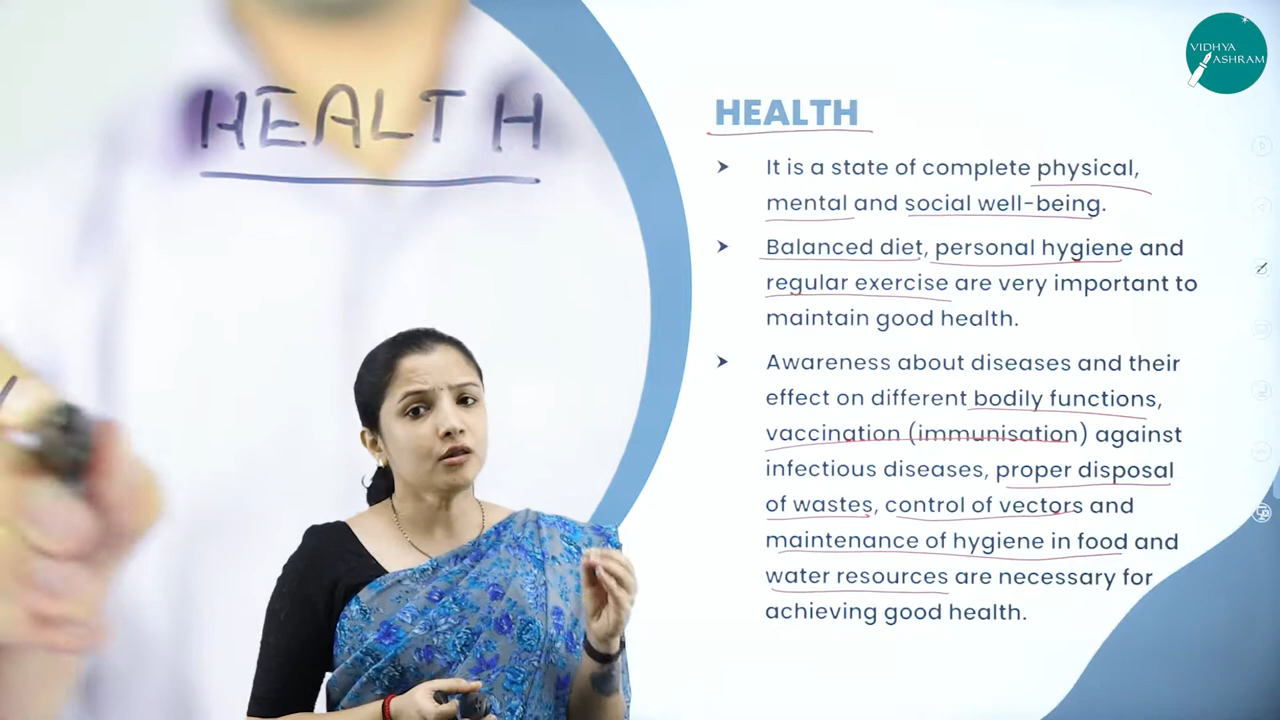 HEALTH
VIDHYA
ASHRAM
HEALTH
➤ It is a state of complete physical,
mental and social well-being.
➤ Balanced diet, personal hygiene and
regular exercise are very important to
maintain good health.
➤ Awareness about diseases and their
effect on different bodily functions,
vaccination (immunisation) against
infectious diseases, proper disposal
of wastes, control of vectors and
maintenance of hygiene in food and
water resources are necessary for
achieving good health.